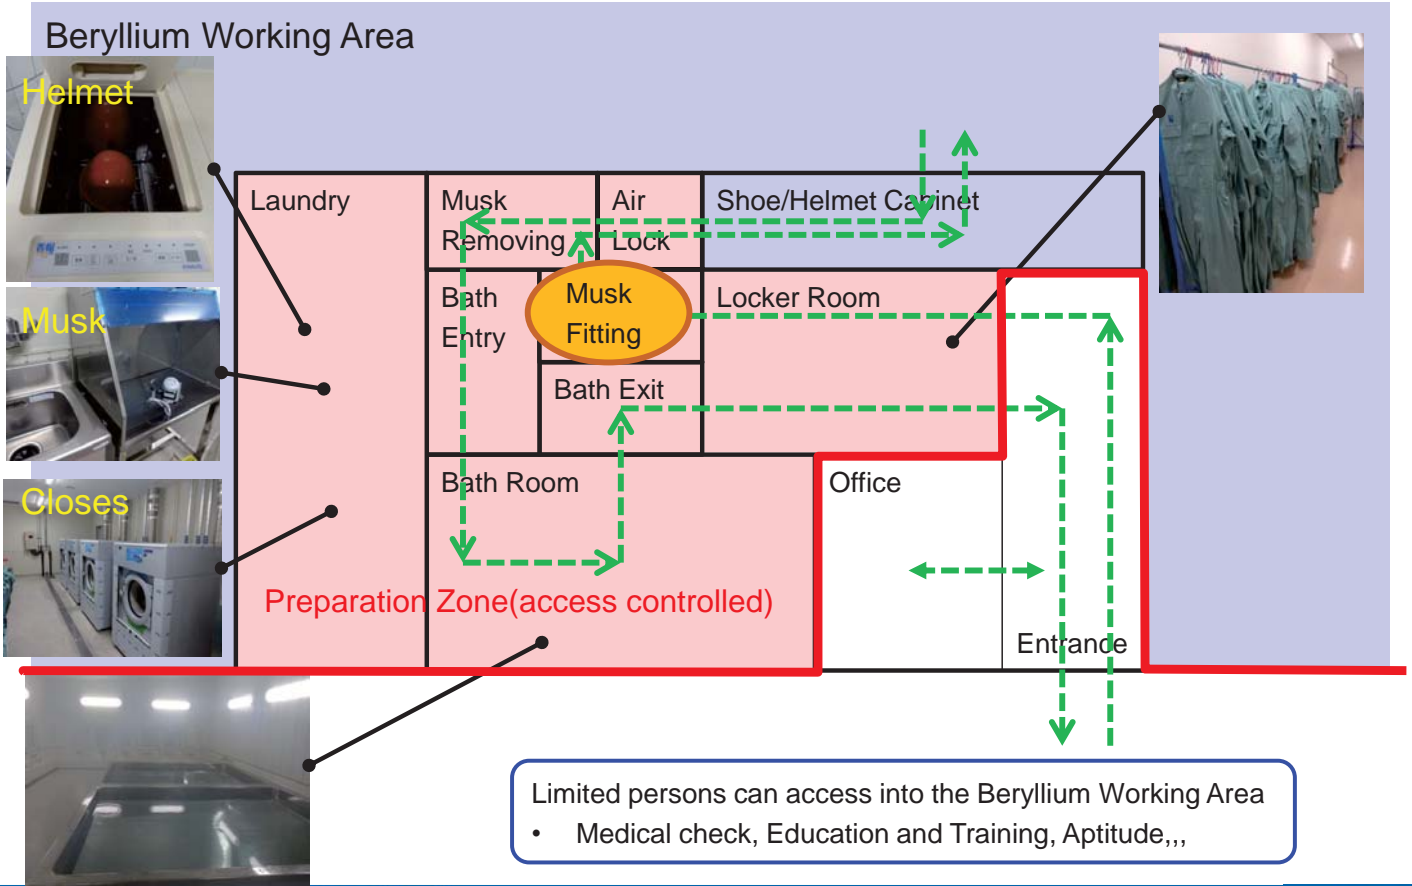 Beryllium Working Area
Helmet
Laundry
Musk
Removing
Air
Lock
Shoe/Helmet Cabinet
Musk
Bath
Entry
Musk
Fitting
Locker Room
Bath Exit
Closes
Bath Room
Office
Preparation Zone(access controlled)
Entrance
Limited persons can access into the Beryllium Working Area
• Medical check, Education and Training, Aptitude,,,